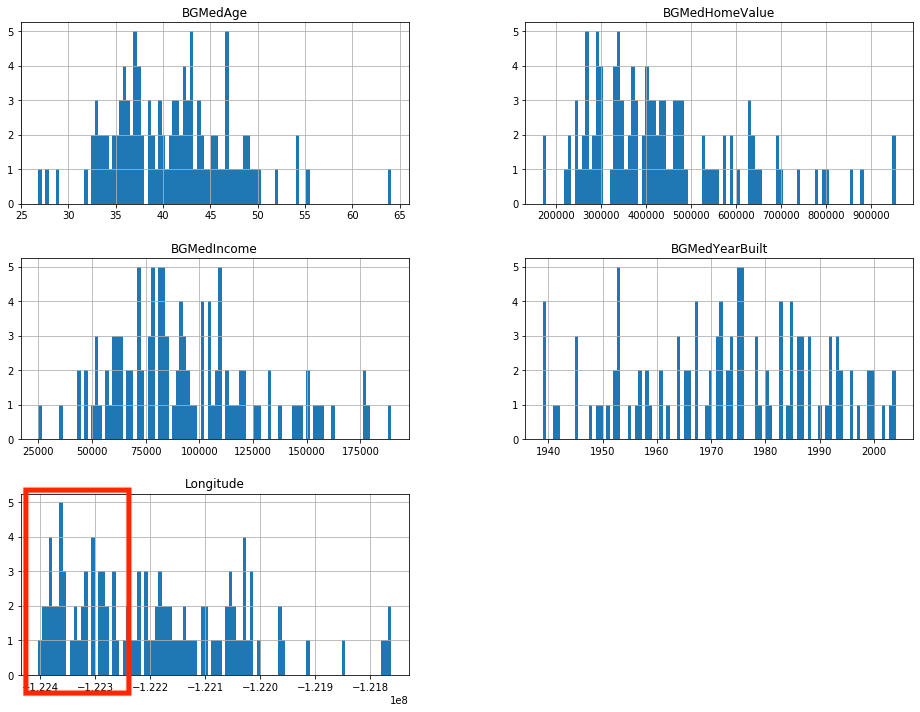 BGMedAge
5
4
3
2
1
0
25 30 35 40 45 50 55 60 65
BGMedHomeValue
5
4
3
2
1
0
200000 300000 400000 500000 600000 700000 800000 900000
BGMedIncome
5
4
3
2
1
0
25000 50000 75000 100000 125000 150000 175000
BGMedYearBuilt
5
4
3
2
1
0
1940 1950 1960 1970 1980 1990 2000
Longitude
5
4
3
2
1
0
−1.224 −1.223 −1.222 −1.221 −1.220 −1.219 −1.218
1e8